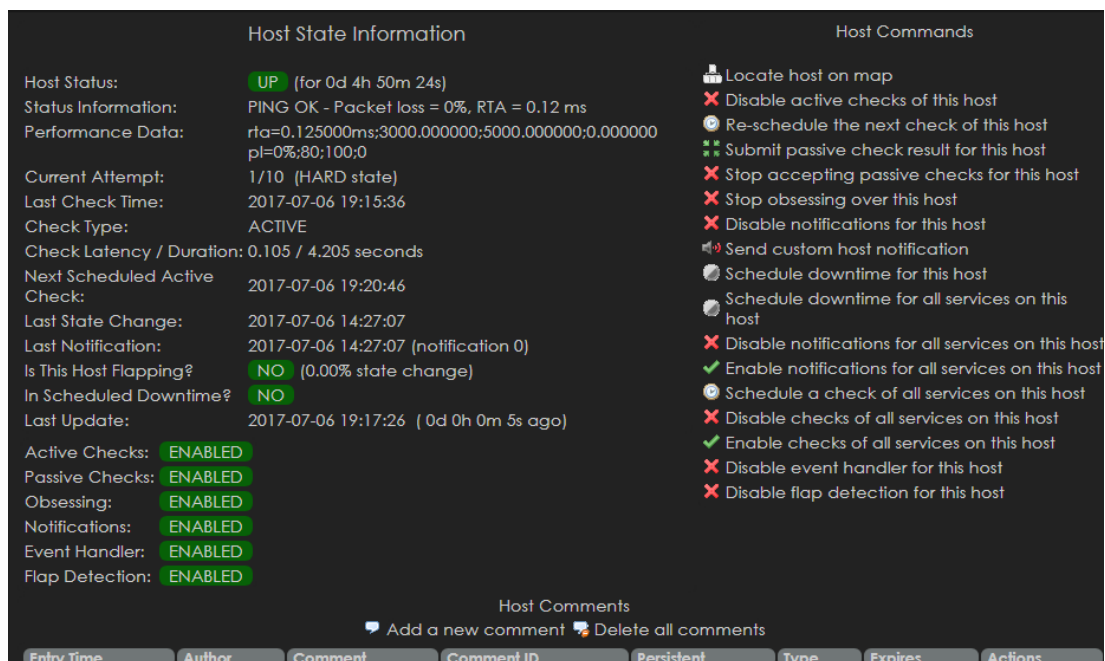 Host State Information
Host Status: UP (for 0d 4h 50m 24s)
Status Information: PING OK - Packet loss = 0%, RTA = 0.12 ms
Performance Data: rta=0.125000ms;3000.000000;5000.000000;0.000000
pl=0%;80;100;0
Current Attempt: 1/10 (HARD state)
Last Check Time: 2017-07-06 19:15:36
Check Type: ACTIVE
Check Latency / Duration: 0.105 / 4.205 seconds
Next Scheduled Active
Check: 2017-07-06 19:20:46
Last State Change: 2017-07-06 14:27:07
Last Notification: 2017-07-06 14:27:07 (notification 0)
Is This Host Flapping? NO (0.00% state change)
In Scheduled Downtime? NO
Last Update: 2017-07-06 19:17:26 ( 0d 0h 0m 5s ago)
Active Checks: ENABLED
Passive Checks: ENABLED
Obsessing: ENABLED
Notifications: ENABLED
Event Handler: ENABLED
Flap Detection: ENABLED
Host Commands
Locate host on map
Disable active checks of this host
Re-schedule the next check of this host
Submit passive check result for this host
Stop accepting passive checks for this host
Stop obsessing over this host
Disable notifications for this host
Send custom host notification
Schedule downtime for this host
Schedule downtime for all services on this
host
Disable notifications for all services on this host
Enable notifications for all services on this host
Schedule a check of all services on this host
Disable checks of all services on this host
Enable checks of all services on this host
Disable event handler for this host
Disable flap detection for this host
Host Comments
Add a new comment Delete all comments
Entry Time Author Comment Comment ID Persistent Type Expires Actions